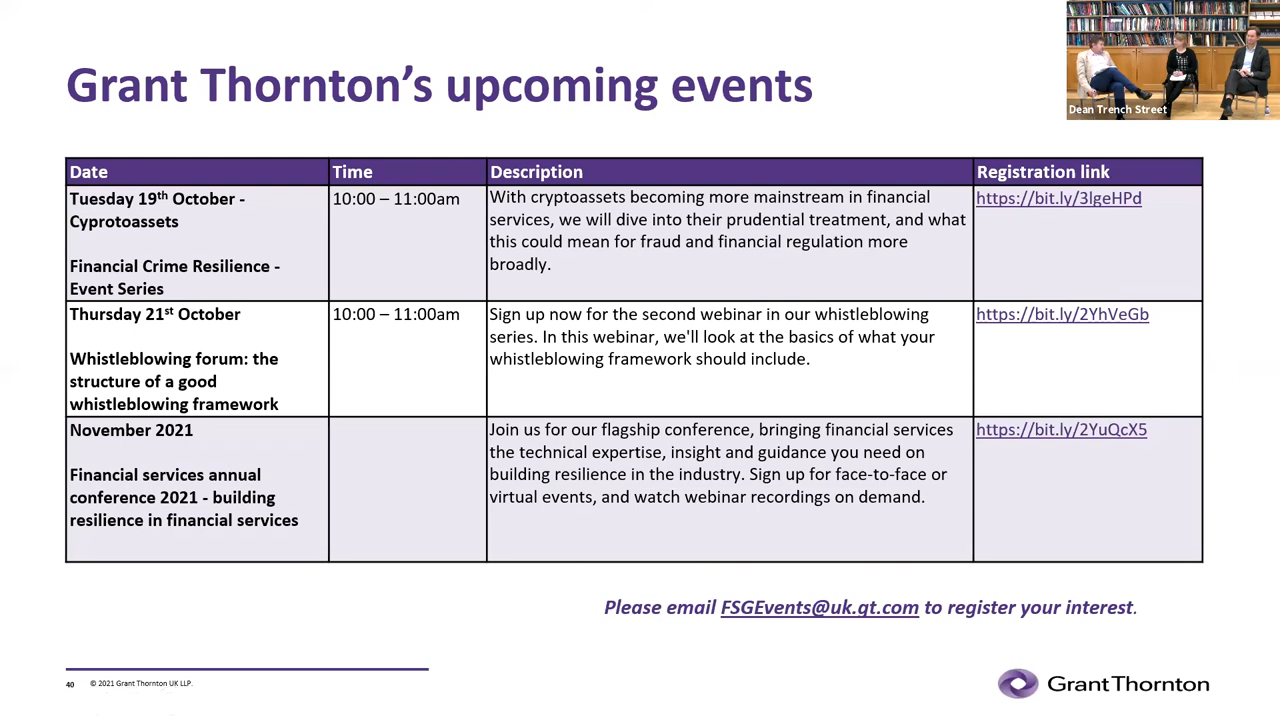 Dean Trench Street
Grant Thornton’s upcoming events
Date Time Description Registration link
Tuesday 19th October -
Cyprotoassets
Financial Crime Resilience -
Event Series
10:00 – 11:00am
With cryptoassets becoming more mainstream in financial
services, we will dive into their prudential treatment, and what
this could mean for fraud and financial regulation more
broadly.
https://bit.ly/3lgeHPd
Thursday 21st October
Whistleblowing forum: the
structure of a good
whistleblowing framework
10:00 – 11:00am
Sign up now for the second webinar in our whistleblowing
series. In this webinar, we'll look at the basics of what your
whistleblowing framework should include.
https://bit.ly/2YhVeGb
November 2021
Financial services annual
conference 2021 - building
resilience in financial services
Join us for our flagship conference, bringing financial services
the technical expertise, insight and guidance you need on
building resilience in the industry. Sign up for face-to-face or
virtual events, and watch webinar recordings on demand.
https://bit.ly/2YuQcX5
Please email FSGEvents@uk.gt.com to register your interest.
40 © 2021 Grant Thornton UK LLP.
Grant Thornton